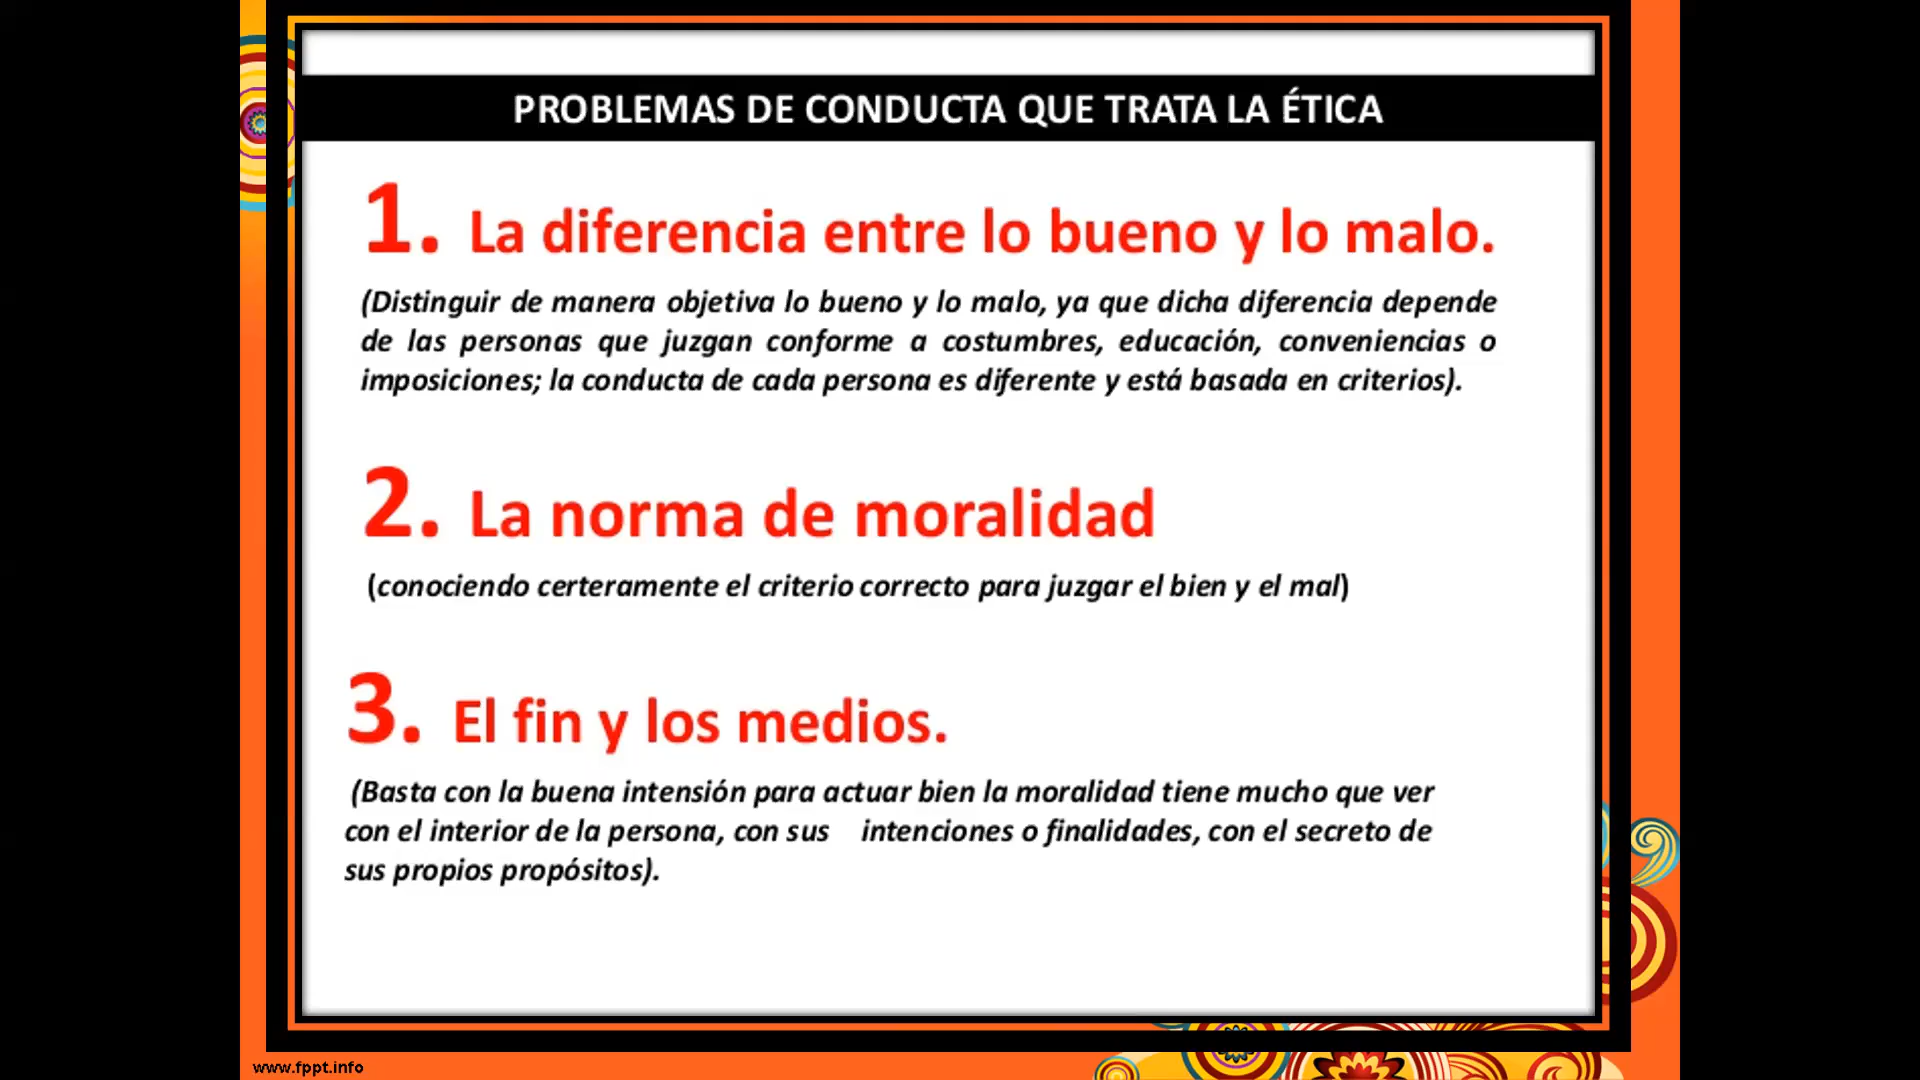 PROBLEMAS DE CONDUCTA QUE TRATA LA ÉTICA
1. La diferencia entre lo bueno y lo malo.
(Distinguir de manera objetiva lo bueno y lo malo, ya que dicha diferencia depende
de las personas que juzgan conforme a costumbres, educación, conveniencias o
imposiciones; la conducta de cada persona es diferente y está basada en criterios).
2. La norma de moralidad
(conociendo certeramente el criterio correcto para juzgar el bien y el mal)
3. El fin y los medios.
(Basta con la buena intensión para actuar bien la moralidad tiene mucho que ver
con el interior de la persona, con sus intenciones o finalidades, con el secreto de
sus propios propósitos).
www.fppt.info